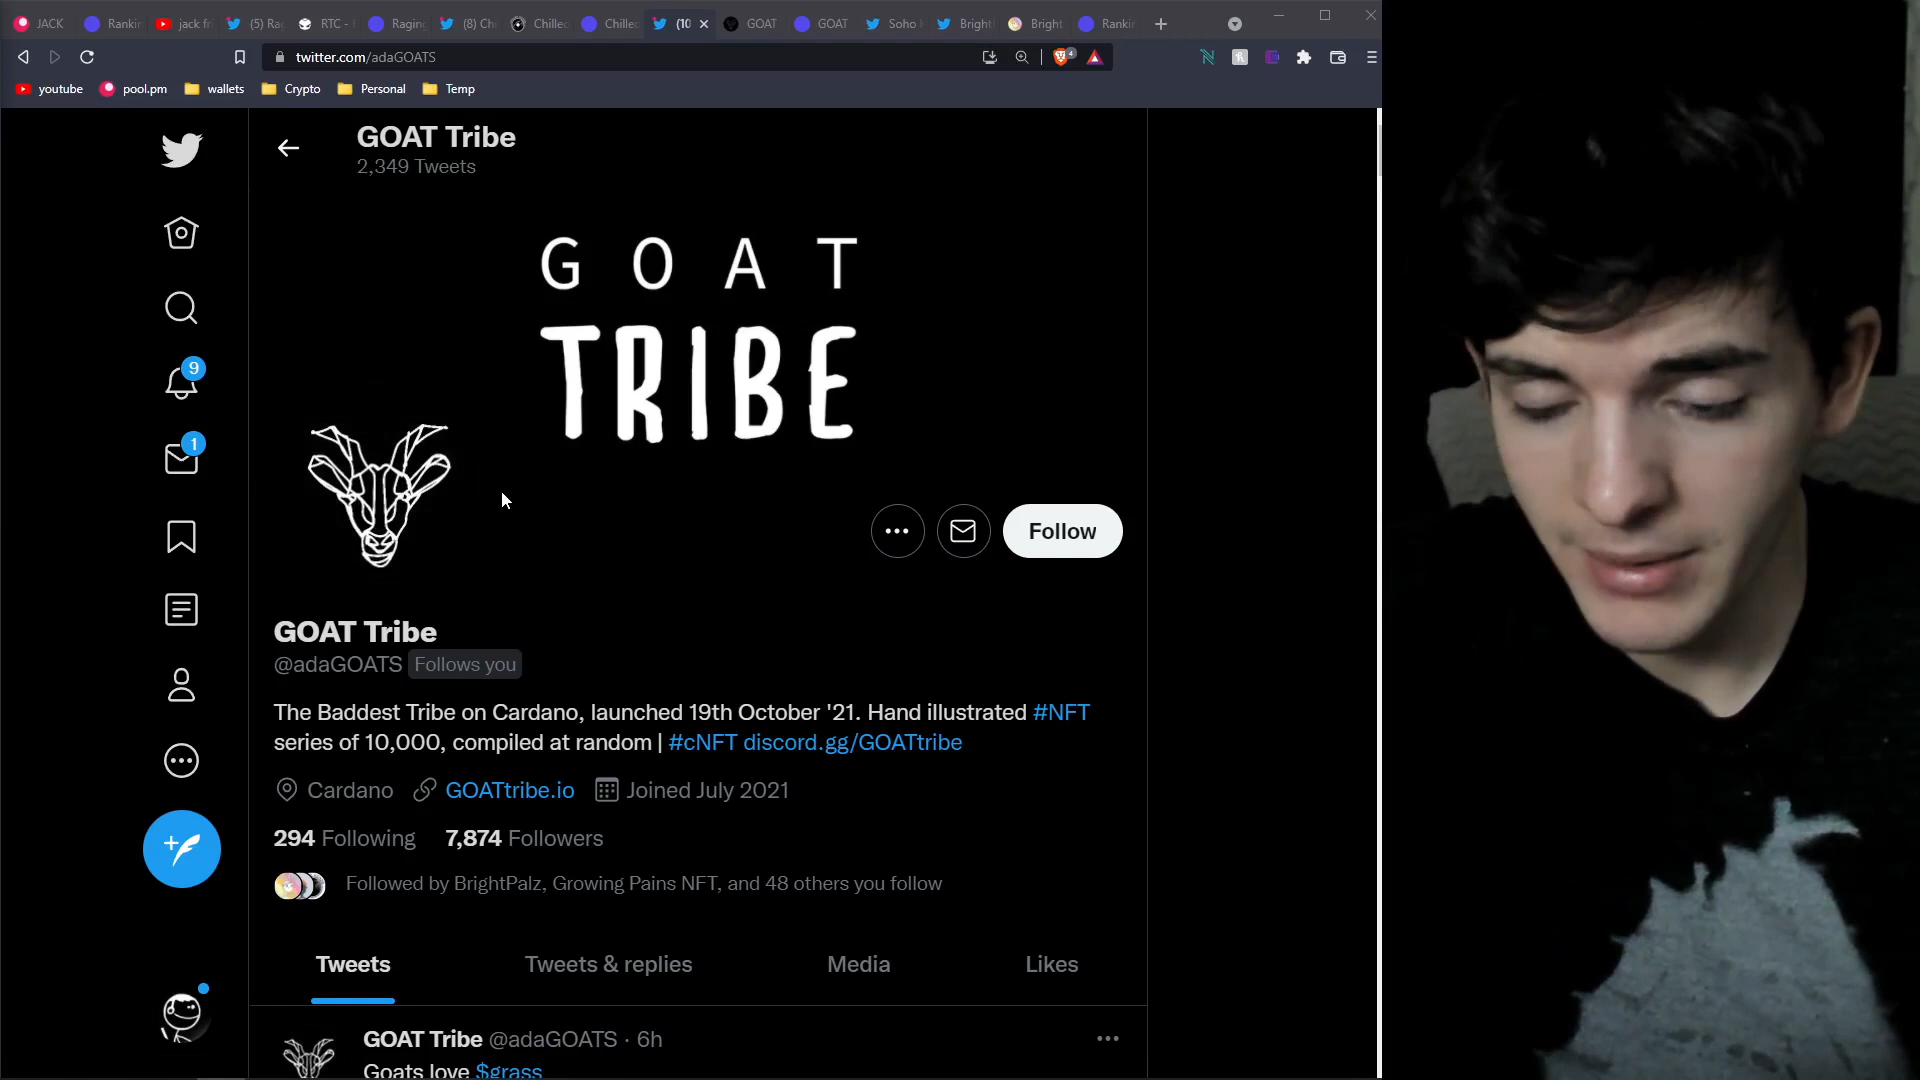 JACK
Rankin
jack fri
(5) Rag
RTC -
Raging
(8) Ch
Chilled
Chilled
(10
GOAT
GOAT
Soho
Bright
Bright
Rankin
twitter.com/adaGOATS
4
youtube
pool.pm
wallets
Crypto
Personal
Temp
GOAT Tribe
2,349 Tweets
GOAT
TRIBE
9
1
Follow
GOAT Tribe
@adaGOATS Follows you
The Baddest Tribe on Cardano, launched 19th October '21. Hand illustrated #NFT
series of 10,000, compiled at random | #cNFT discord.gg/GOATtribe
Cardano GOATtribe.io Joined July 2021
294 Following 7,874 Followers
Followed by BrightPalz, Growing Pains NFT, and 48 others you follow
Tweets Tweets & replies Media Likes
GOAT Tribe @adaGOATS · 6h
Goats love $grass